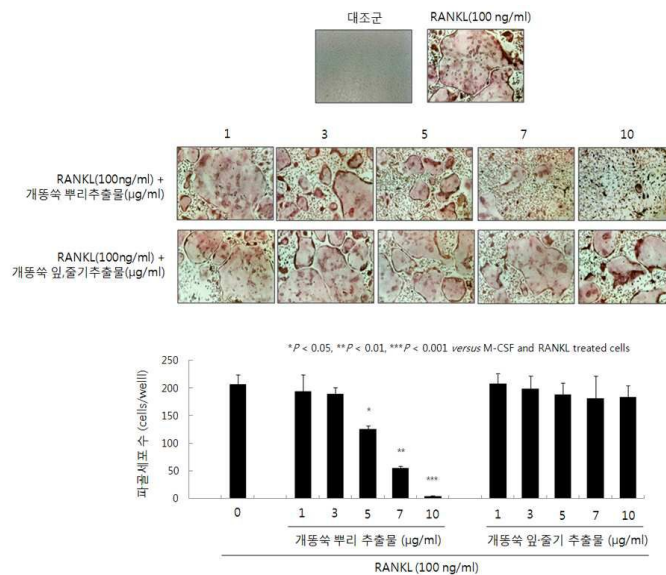 대조군 RANKL(100 ng/ml)
1 3 5 7 10
RANKL(100ng/ml) +
개똥쑥 뿌리추출물(μg/ml)
RANKL(100ng/ml) +
개똥쑥 잎,줄기추출물(μg/ml)
*P < 0.05, **P < 0.01, ***P < 0.001 versus M-CSF and RANKL treated cells
파골세포 수 (cells/well)
250
200
150
100
50
0
* ** ***
0 1 3 5 7 10 1 3 5 7 10
개똥쑥 뿌리 추출물 (μg/ml) 개똥쑥 잎·줄기 추출물 (μg/ml)
RANKL (100 ng/ml)